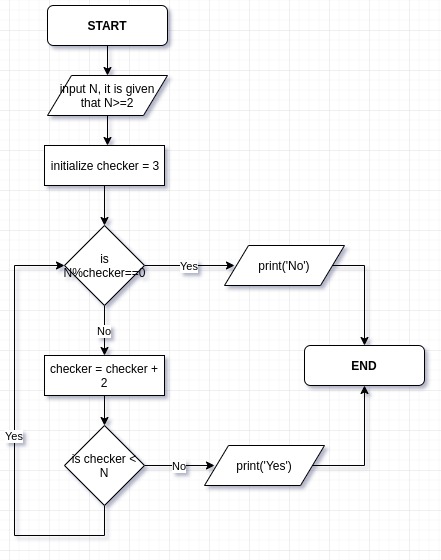 START
input N, it is given
that N>=2
initialize checker = 3
is
N%checker==0
Yes
print('No')
No
END
checker = checker +
2
Yes
is checker <
N
No
print('Yes')